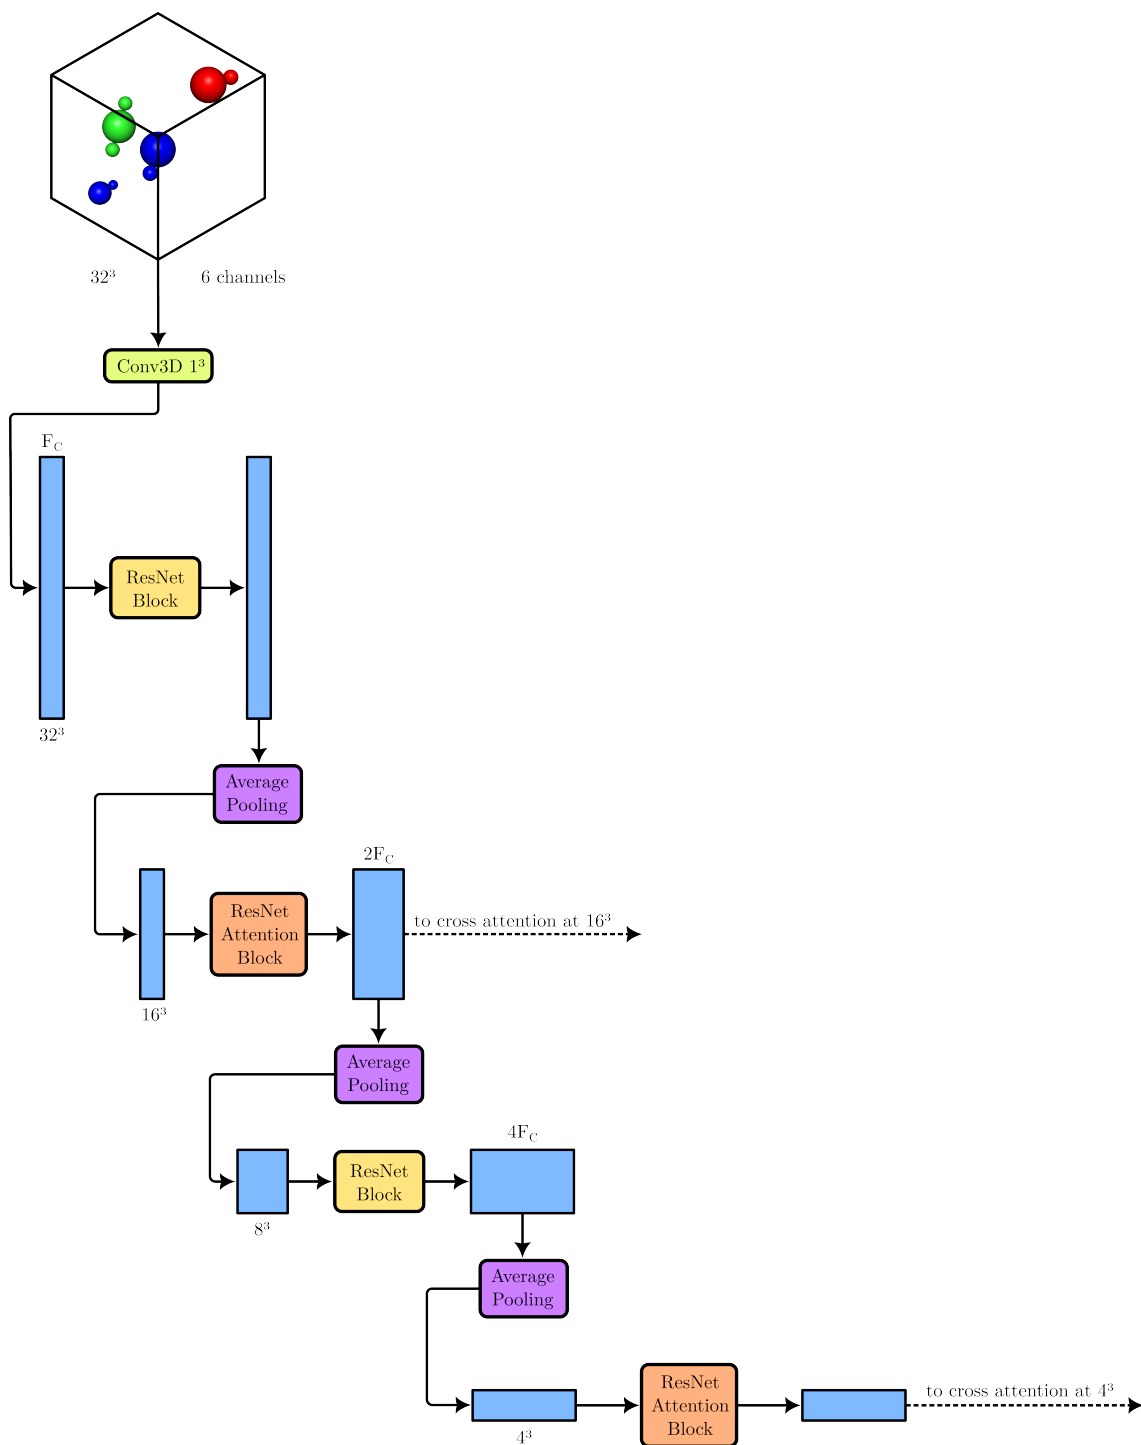 32³ 6 channels
Conv3D 1³
F_C
ResNet
Block
32³
Average
Pooling
2F_C
ResNet
Attention
Block
to cross attention at 16³
16³
Average
Pooling
4F_C
ResNet
Block
8³
Average
Pooling
ResNet
Attention
Block
to cross attention at 4³
4³